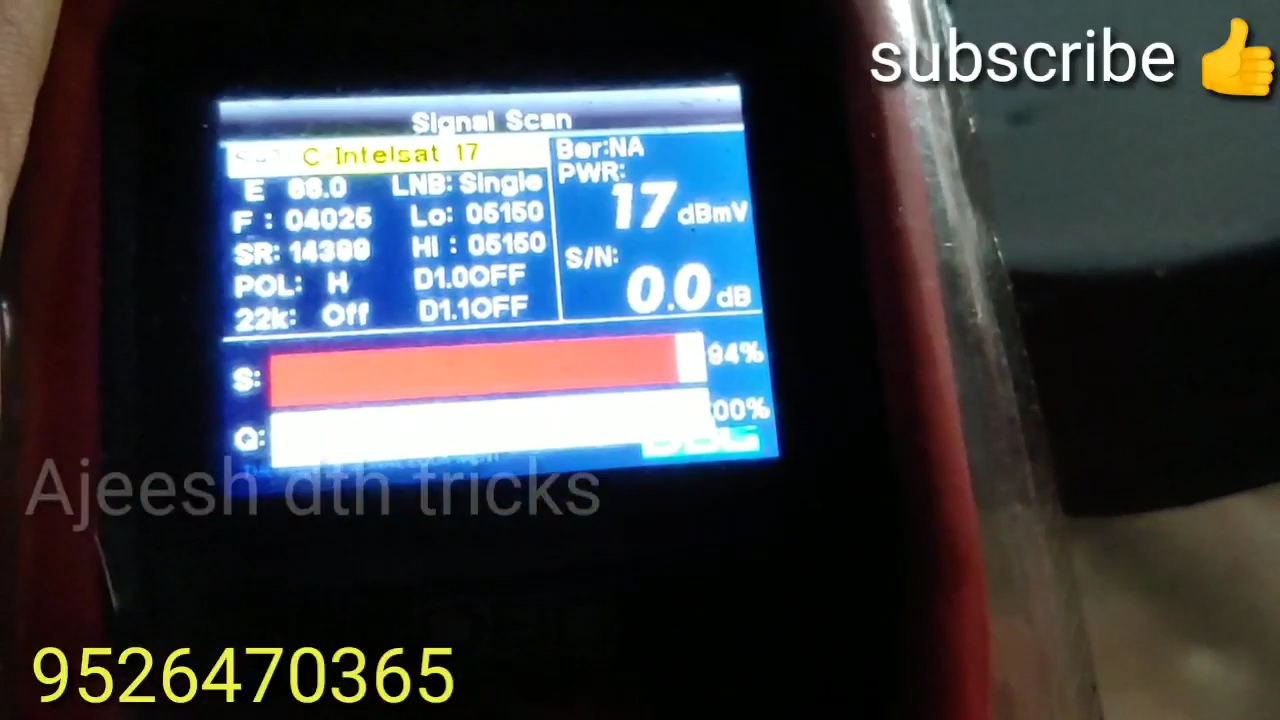 subscribe 👍
Signal Scan
C-Intelsat 17
E 66.0 LNB: Single
F : 04025 Lo: 05150
SR: 14399 Hi : 05150
POL: H D1.0OFF
22k: Off D1.1OFF
Ber:NA
PWR:
17 dBmV
S/N:
0.0 dB
S: 94%
Q: 00%
Ajeesh dth tricks
9526470365